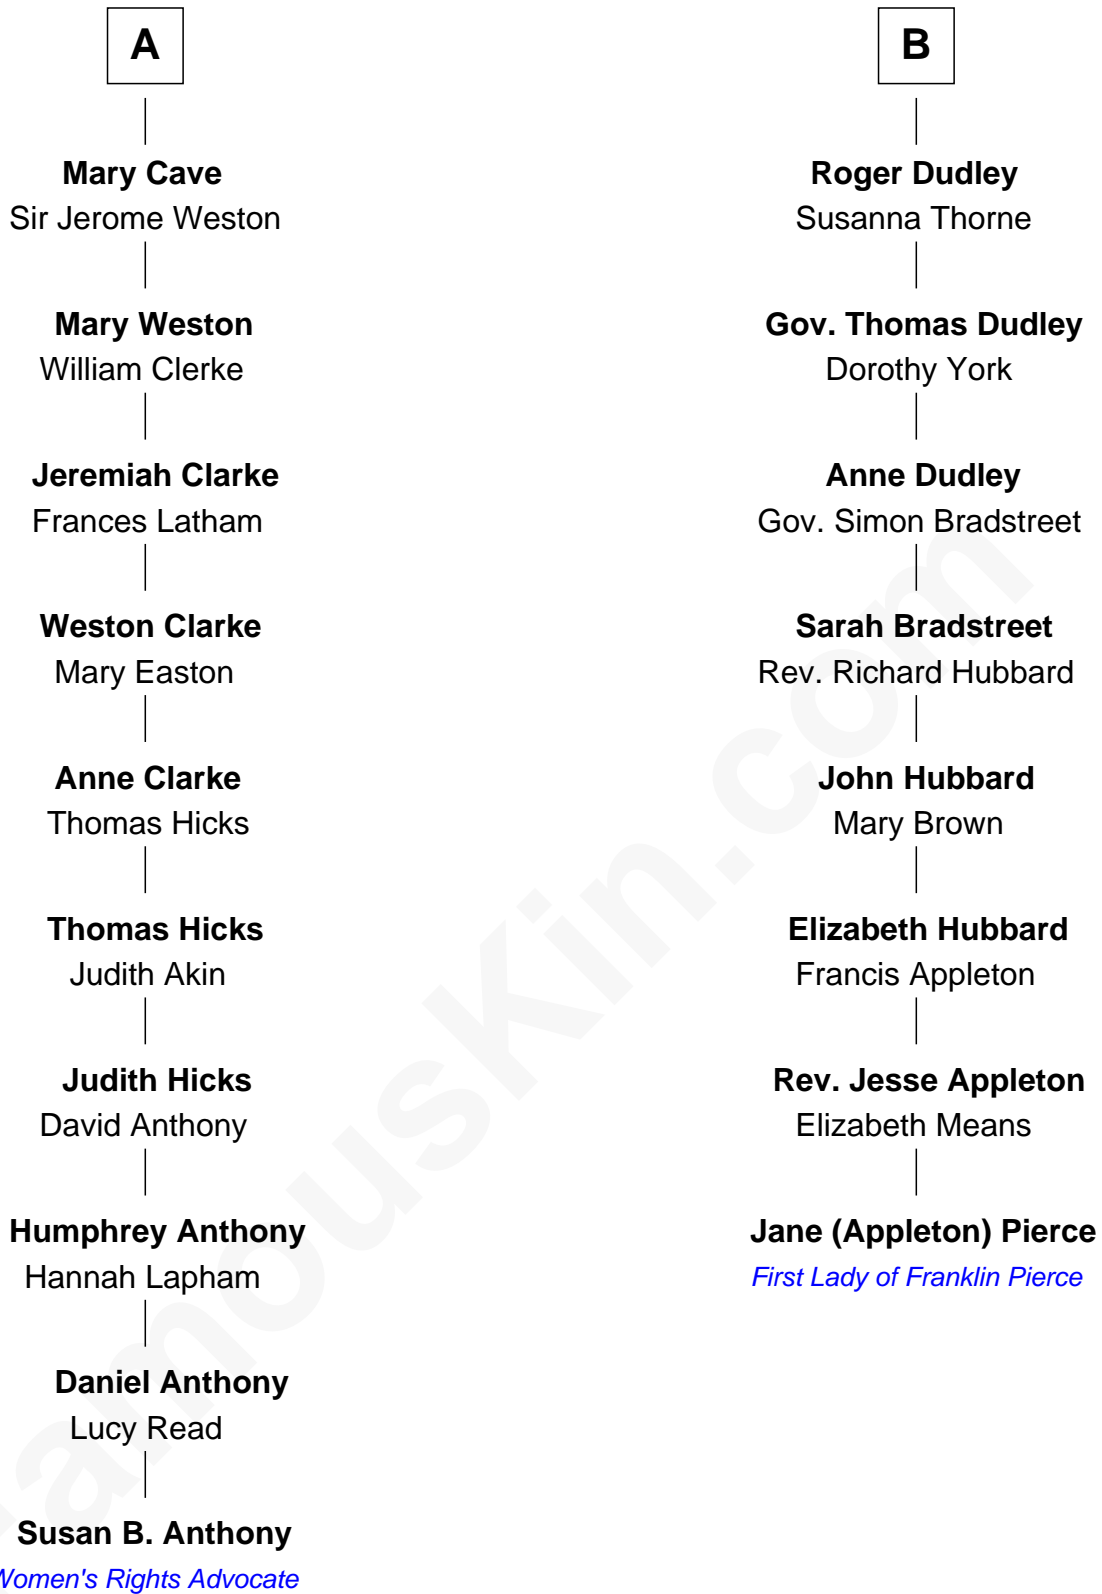 A
Mary Cave
Sir Jerome Weston
Mary Weston
William Clerke
Jeremiah Clarke
Frances Latham
Weston Clarke
Mary Easton
Anne Clarke
Thomas Hicks
Thomas Hicks
Judith Akin
Judith Hicks
David Anthony
Humphrey Anthony
Hannah Lapham
Daniel Anthony
Lucy Read
Susan B. Anthony
Women's Rights Advocate
B
Roger Dudley
Susanna Thorne
Gov. Thomas Dudley
Dorothy York
Anne Dudley
Gov. Simon Bradstreet
Sarah Bradstreet
Rev. Richard Hubbard
John Hubbard
Mary Brown
Elizabeth Hubbard
Francis Appleton
Rev. Jesse Appleton
Elizabeth Means
Jane (Appleton) Pierce
First Lady of Franklin Pierce
amousKin.com